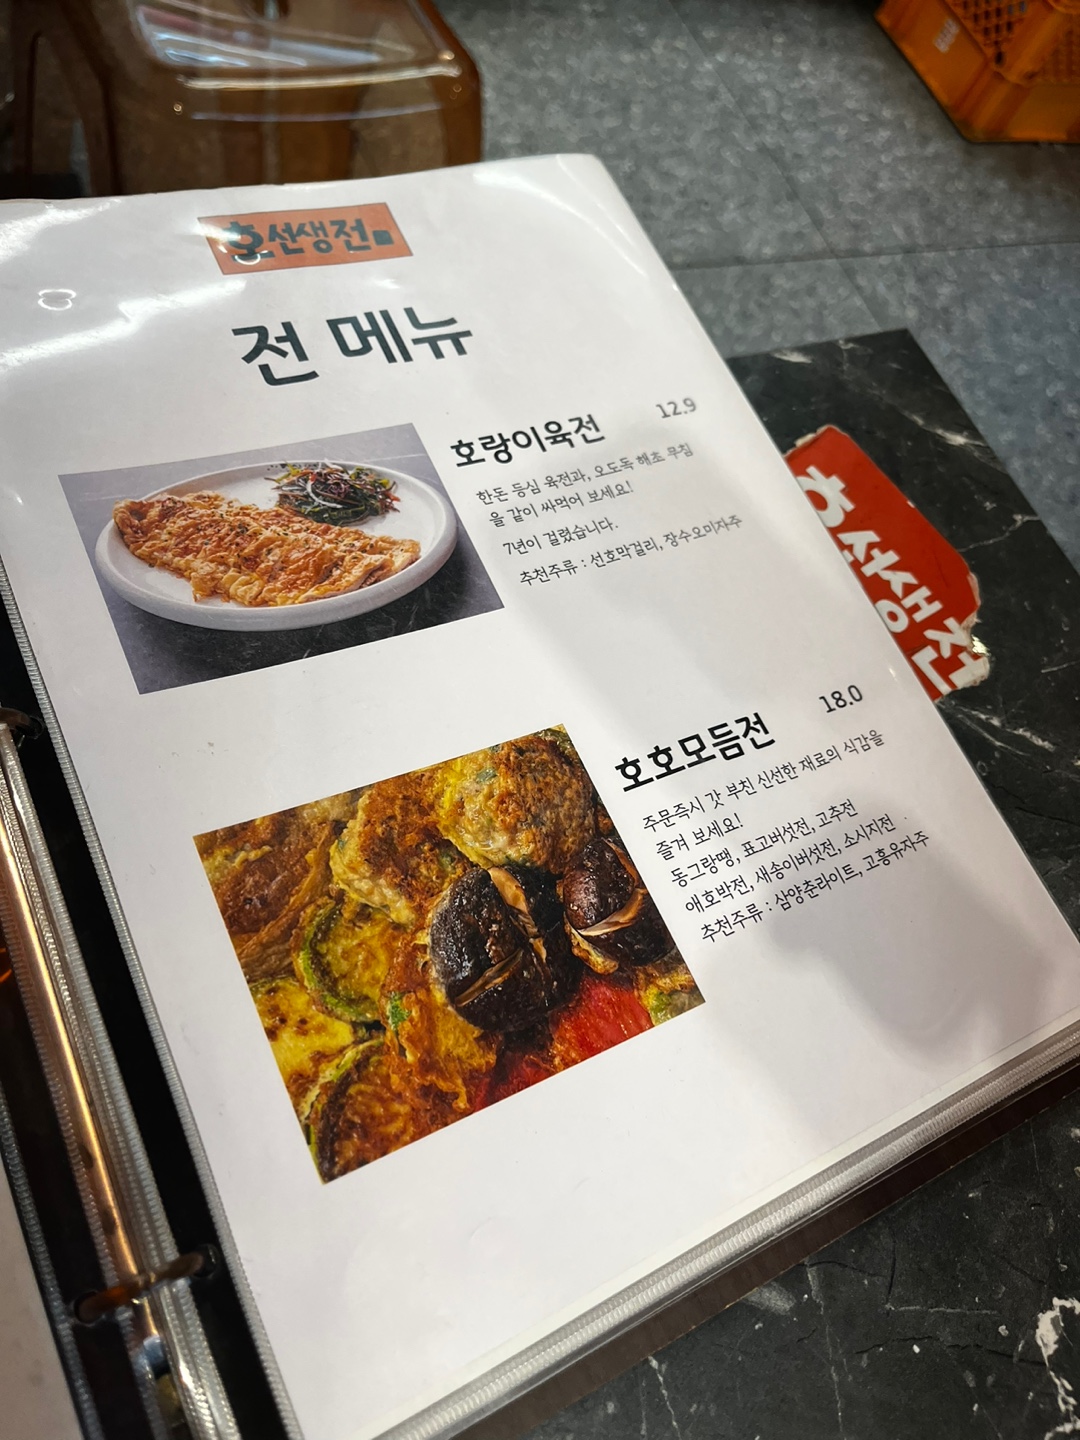 호선생전
전 메뉴
호랑이육전 12.9
한돈 등심 육전과, 오도독 해초 무침
을 같이 싸먹어 보세요!
7년이 걸렸습니다.
추천주류 : 선호막걸리, 장수오미자주
호호모듬전 18.0
주문즉시 갓 부친 신선한 재료의 식감을
즐겨 보세요!
동그랑땡, 표고버섯전, 고추전
애호박전, 새송이버섯전, 소시지전
추천주류 : 삼양춘라이트, 고흥유자주
호선생전